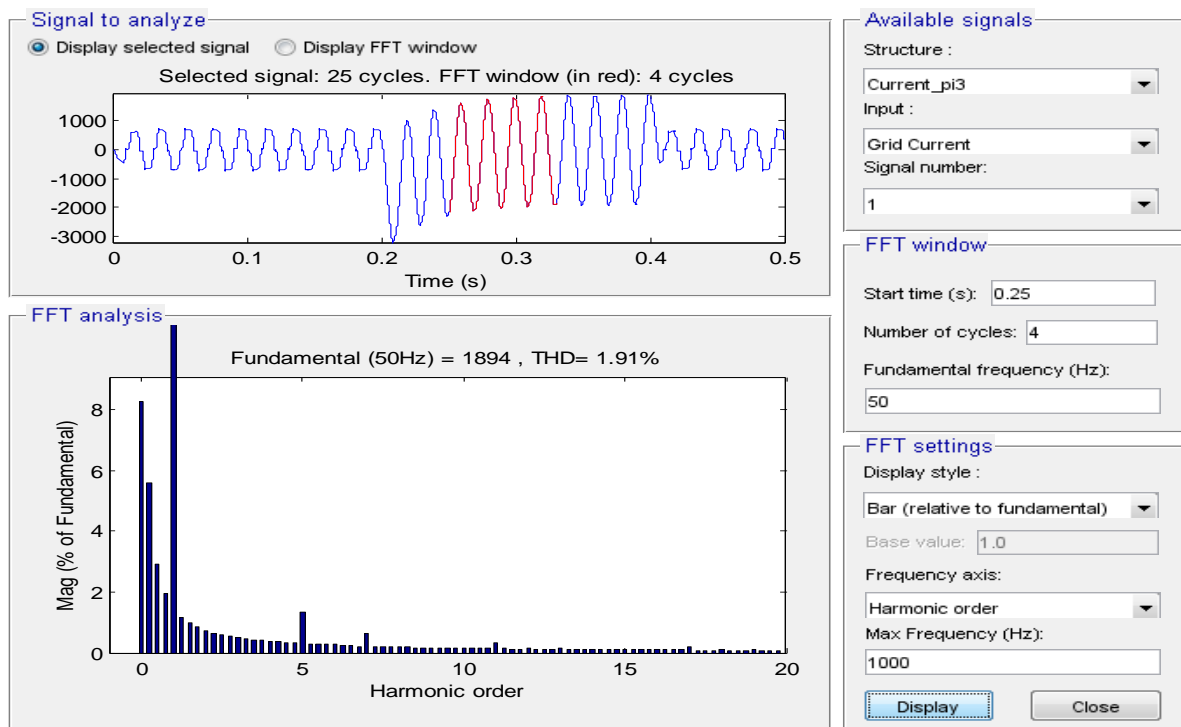 Signal to analyze
Display selected signal
Display FFT window
Selected signal: 25 cycles. FFT window (in red): 4 cycles
1000
0
-1000
-2000
-3000
0
0.1
0.2
0.3
0.4
0.5
Time (s)
FFT analysis
Fundamental (50Hz) = 1894 , THD= 1.91%
8
6
4
2
0
Mag (% of Fundamental)
0
5
10
15
20
Harmonic order
Available signals
Structure :
Current_pi3
Input :
Grid Current
Signal number:
1
FFT window
Start time (s): 0.25
Number of cycles: 4
Fundamental frequency (Hz):
50
FFT settings
Display style :
Bar (relative to fundamental)
Base value: 1.0
Frequency axis:
Harmonic order
Max Frequency (Hz):
1000
Display
Close